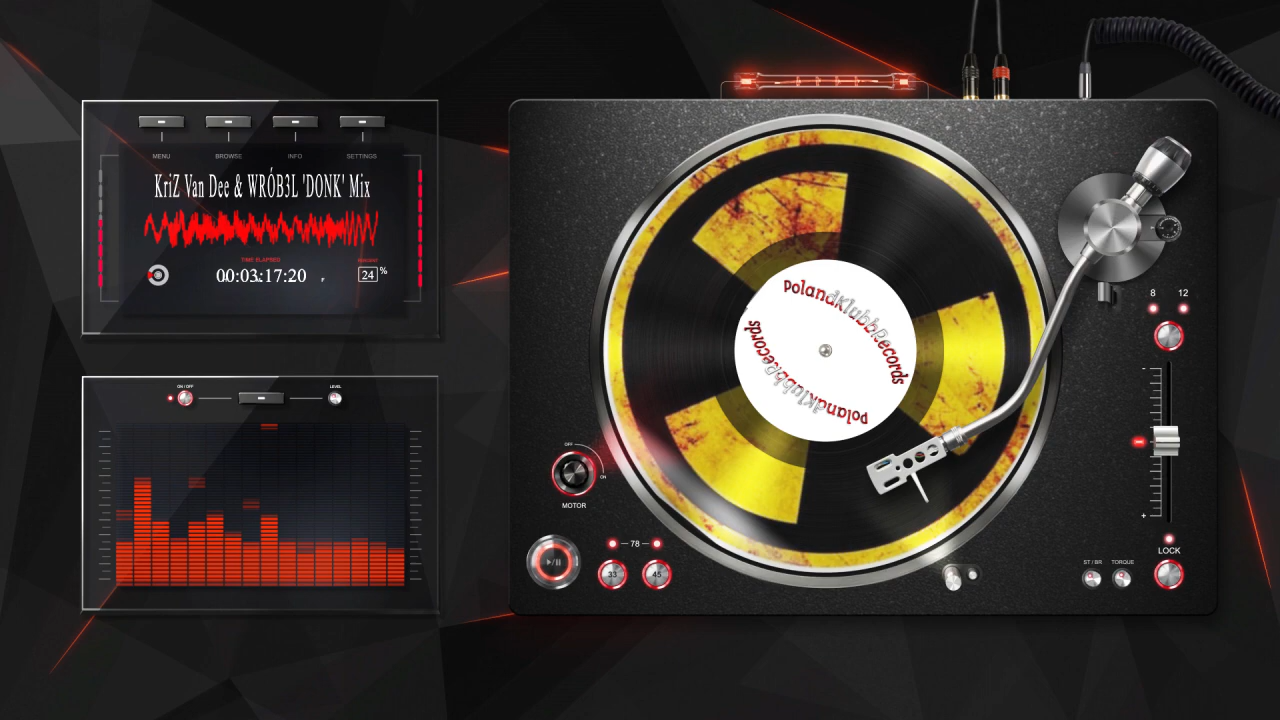 MENU BROWSE INFO SETTINGS
KriZ Van Dee & WRÓB3L 'DONK' Mix
TIME ELAPSED
00:03:17:20
24 %
ON / OFF
LEVEL
polandKlubbRecords
polandKlubbRecords
OFF
ON
MOTOR
78
33 45
8 12
-
+
LOCK
ST / BR TORQUE